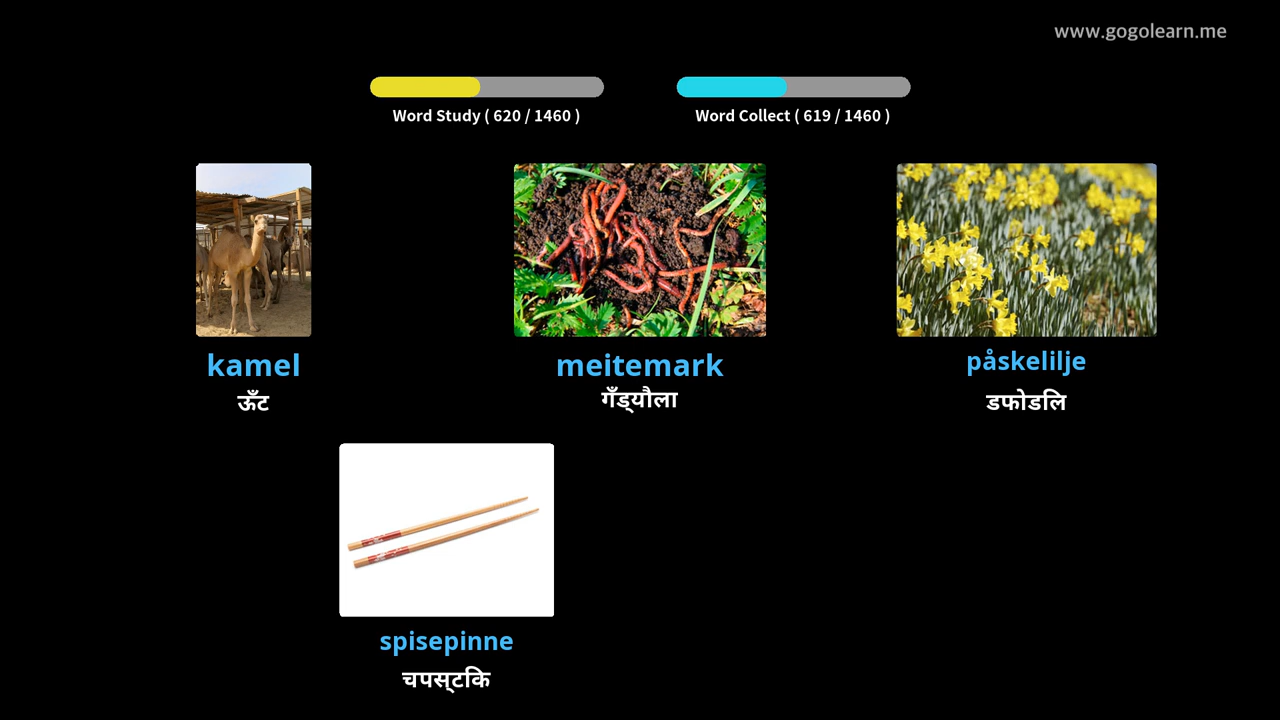 www.gogolearn.me
Word Study ( 620 / 1460 )
Word Collect ( 619 / 1460 )
kamel
meitemark
påskelilje
ऊँट
गँड्यौला
डफोडलि
spisepinne
चपस्टकि